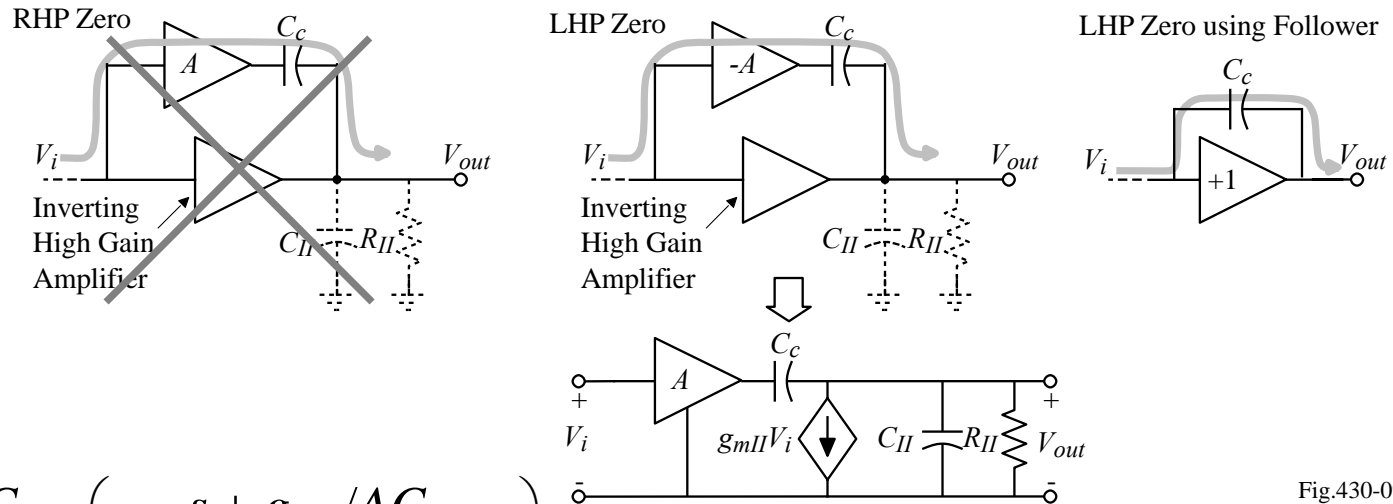 RHP Zero
C_c
A
V_i
V_out
Inverting
High Gain
Amplifier
C_II
R_II
LHP Zero
C_c
-A
V_i
V_out
Inverting
High Gain
Amplifier
C_II
R_II
LHP Zero using Follower
C_c
V_i
+1
V_out
C_c
A
+
V_i
-
g_mII V_i
C_II
R_II
+
V_out
-
Fig.430-0